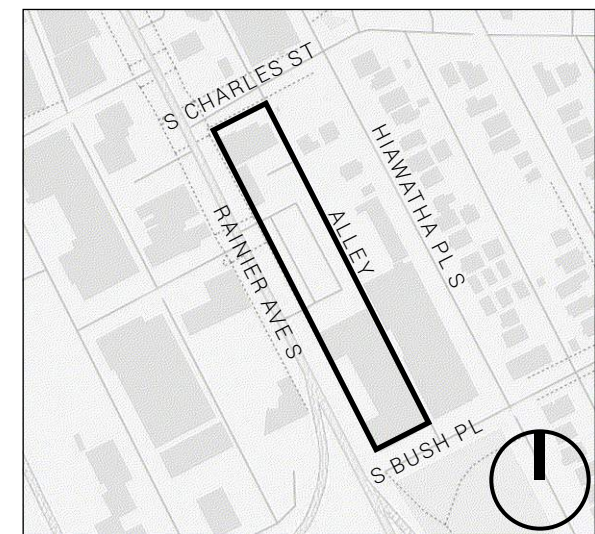 S CHARLES ST
HIAWATHA PL S
RAINIER AVE S
ALLEY
S BUSH PL